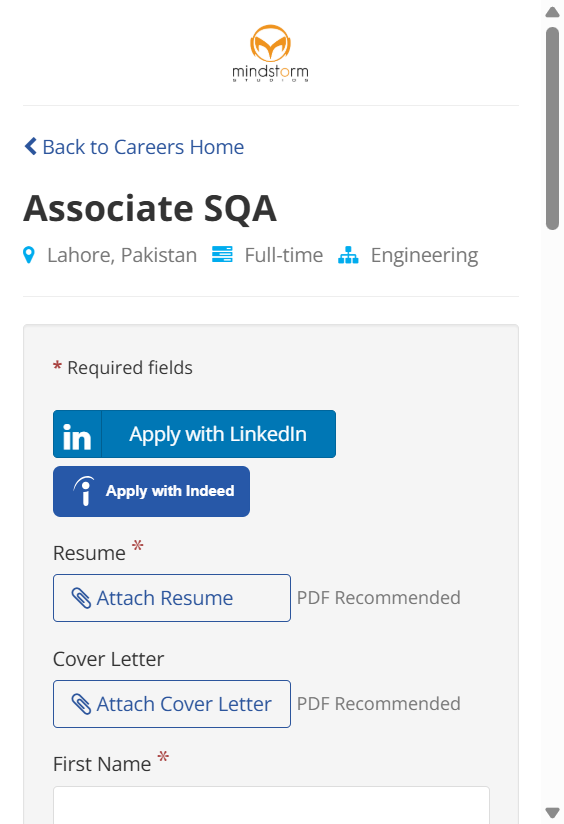 mindstorm
STUDIOS
Back to Careers Home
Associate SQA
Lahore, Pakistan Full-time Engineering
* Required fields
in Apply with LinkedIn
Apply with Indeed
Resume *
Attach Resume PDF Recommended
Cover Letter
Attach Cover Letter PDF Recommended
First Name *